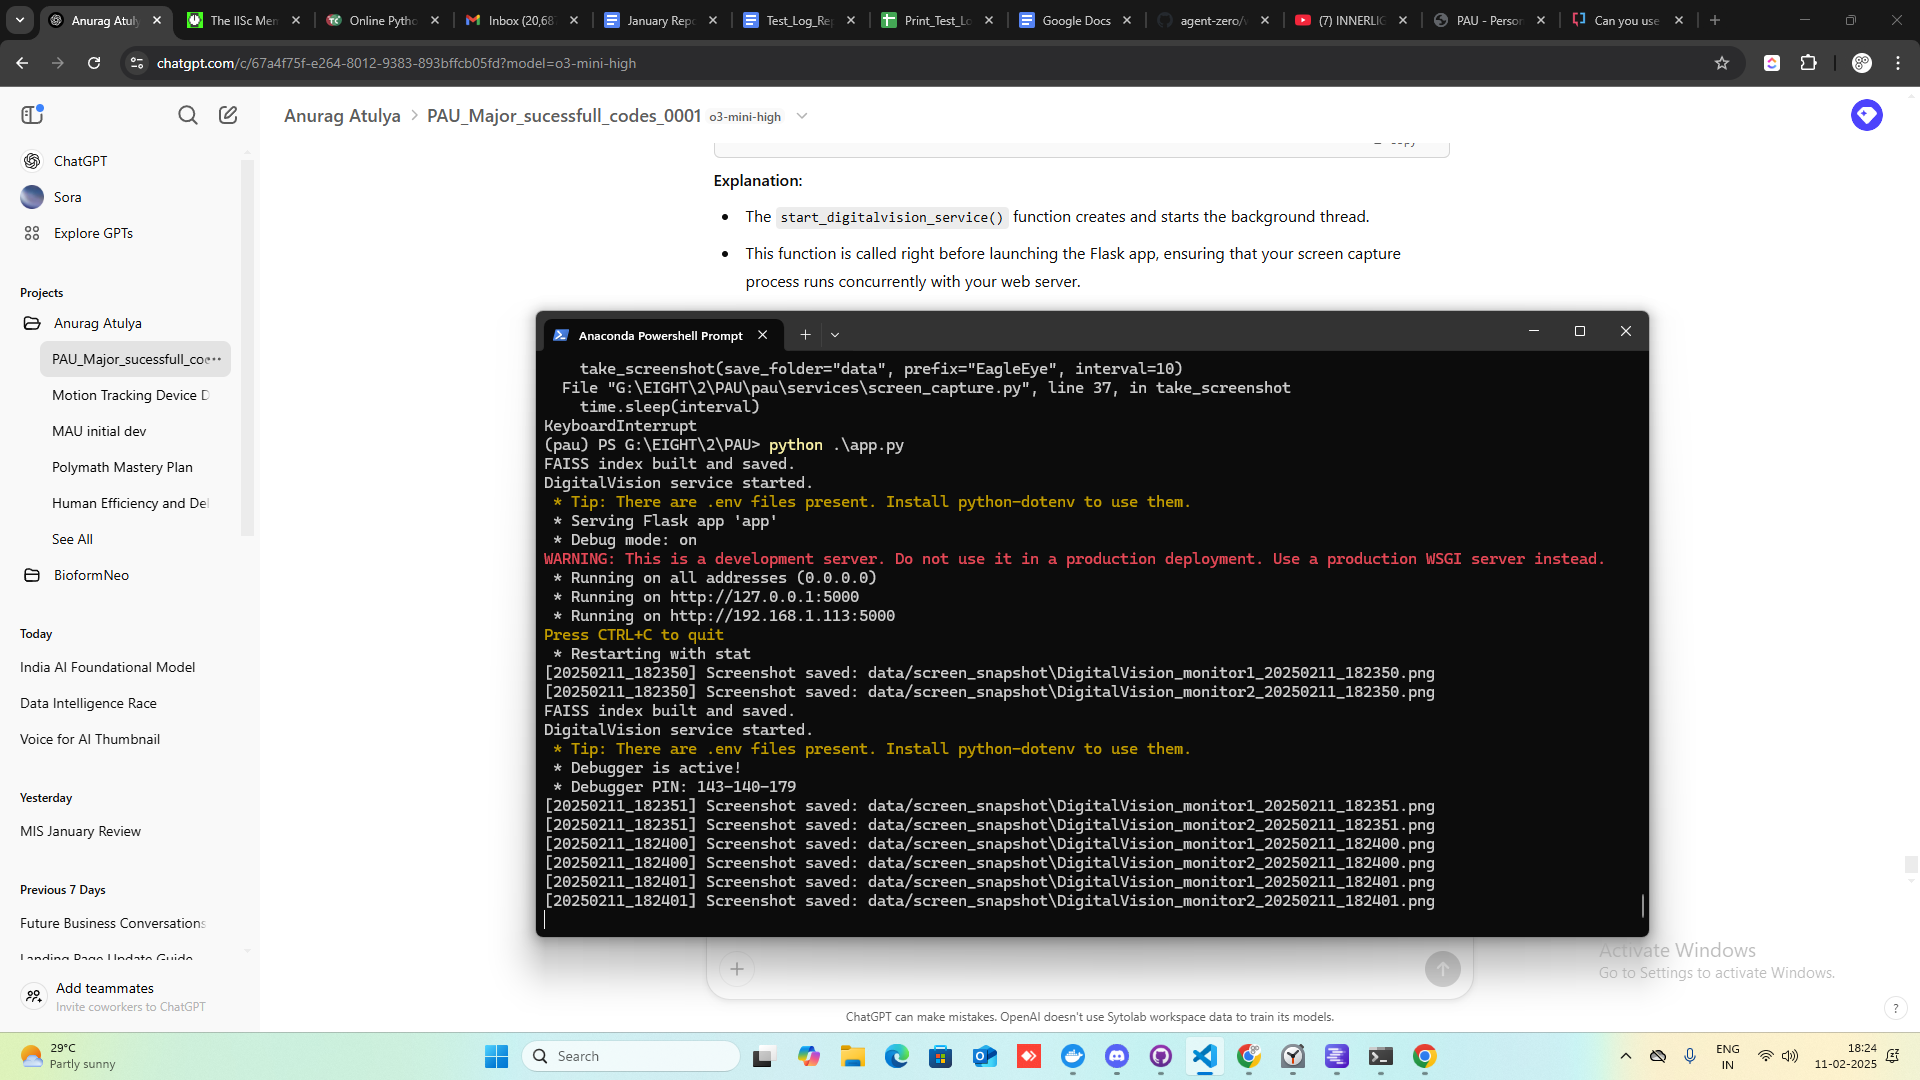 Anurag Atuly
The IISc Men
Online Pytho
Inbox (20,68
January Repo
Test_Log_Rep
Print_Test_Lo
Google Docs
agent-zero/w
(7) INNERLIG
PAU - Person
Can you use
chatgpt.com/c/67a4f75f-e264-8012-9383-893bffcb05fd?model=o3-mini-high
ChatGPT
Sora
Explore GPTs
Projects
Anurag Atulya
PAU_Major_sucessfull_co
Motion Tracking Device D
MAU initial dev
Polymath Mastery Plan
Human Efficiency and De
See All
BioformNeo
Today
India AI Foundational Model
Data Intelligence Race
Voice for AI Thumbnail
Yesterday
MIS January Review
Previous 7 Days
Future Business Conversations
Landing Page Update Guide
Add teammates
Invite coworkers to ChatGPT
Anurag Atulya > PAU_Major_sucessfull_codes_0001 o3-mini-high
Copy
Explanation:
• The start_digitalvision_service() function creates and starts the background thread.
• This function is called right before launching the Flask app, ensuring that your screen capture
process runs concurrently with your web server.
Anaconda Powershell Prompt
take_screenshot(save_folder="data", prefix="EagleEye", interval=10)
File "G:\EIGHT\2\PAU\pau\services\screen_capture.py", line 37, in take_screenshot
time.sleep(interval)
KeyboardInterrupt
(pau) PS G:\EIGHT\2\PAU> python .\app.py
FAISS index built and saved.
DigitalVision service started.
* Tip: There are .env files present. Install python-dotenv to use them.
* Serving Flask app 'app'
* Debug mode: on
WARNING: This is a development server. Do not use it in a production deployment. Use a production WSGI server instead.
* Running on all addresses (0.0.0.0)
* Running on http://127.0.0.1:5000
* Running on http://192.168.1.113:5000
Press CTRL+C to quit
* Restarting with stat
[20250211_182350] Screenshot saved: data/screen_snapshot\DigitalVision_monitor1_20250211_182350.png
[20250211_182350] Screenshot saved: data/screen_snapshot\DigitalVision_monitor2_20250211_182350.png
FAISS index built and saved.
DigitalVision service started.
* Tip: There are .env files present. Install python-dotenv to use them.
* Debugger is active!
* Debugger PIN: 143-140-179
[20250211_182351] Screenshot saved: data/screen_snapshot\DigitalVision_monitor1_20250211_182351.png
[20250211_182351] Screenshot saved: data/screen_snapshot\DigitalVision_monitor2_20250211_182351.png
[20250211_182400] Screenshot saved: data/screen_snapshot\DigitalVision_monitor1_20250211_182400.png
[20250211_182400] Screenshot saved: data/screen_snapshot\DigitalVision_monitor2_20250211_182400.png
[20250211_182401] Screenshot saved: data/screen_snapshot\DigitalVision_monitor1_20250211_182401.png
[20250211_182401] Screenshot saved: data/screen_snapshot\DigitalVision_monitor2_20250211_182401.png
Activate Windows
Go to Settings to activate Windows.
ChatGPT can make mistakes. OpenAI doesn't use Sytolab workspace data to train its models.
?
29°C
Partly sunny
Search
ENG
IN
18:24
11-02-2025